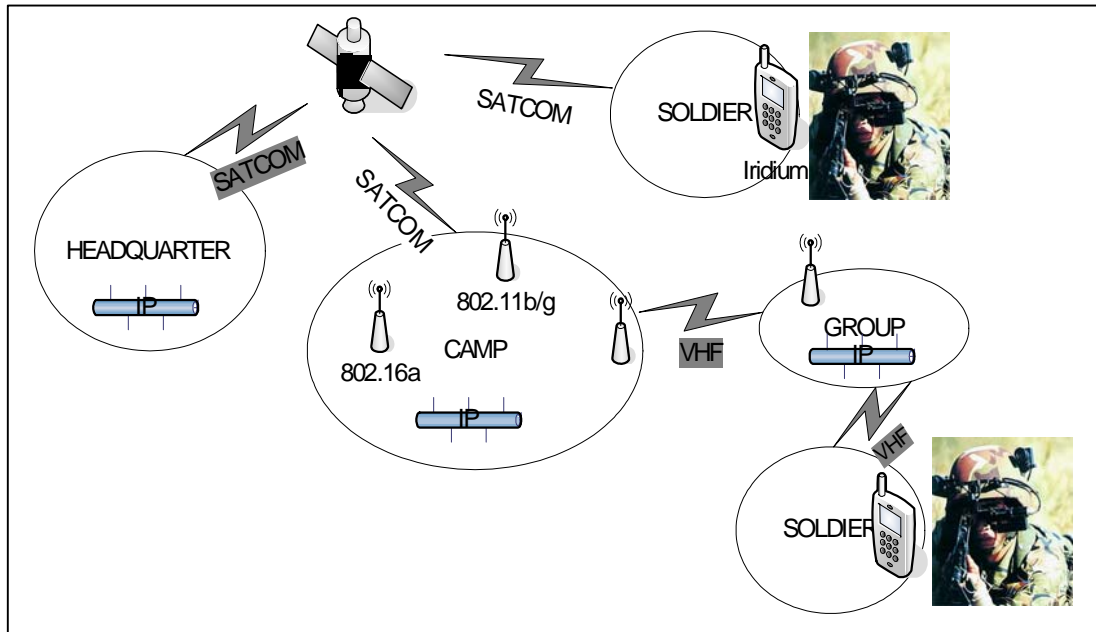 SATCOM
SOLDIER
Iridium
SATCOM
SATCOM
HEADQUARTER
IP
802.11b/g
802.16a
CAMP
IP
VHF
GROUP
IP
VHF
SOLDIER